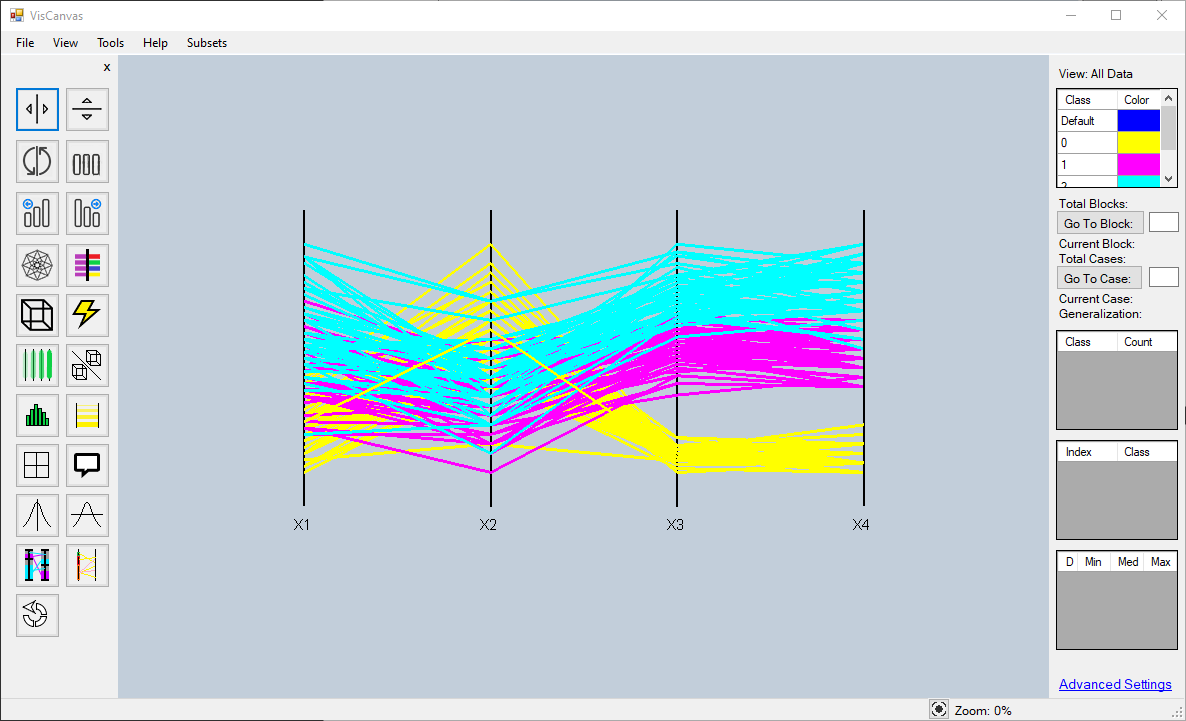 VisCanvas
File View Tools Help Subsets
x
View: All Data
Class Color
Default
0
1
2
Total Blocks:
Go To Block:
Current Block:
Total Cases:
Go To Case:
Current Case:
Generalization:
Class Count
Index Class
D Min Med Max
X1 X2 X3 X4
Advanced Settings
Zoom: 0%